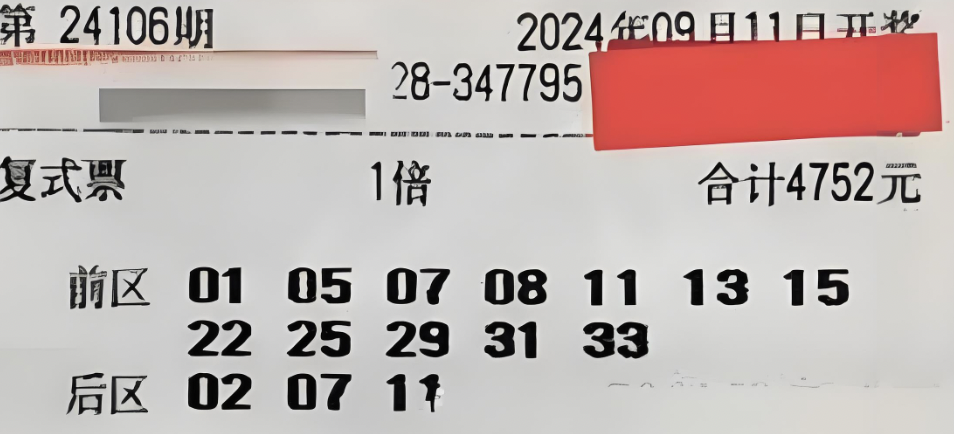 第 24106期 2024年09月11日开奖
28-347795
复式票 1倍 合计4752元
前区 01 05 07 08 11 13 15
22 25 29 31 33
后区 02 07 11